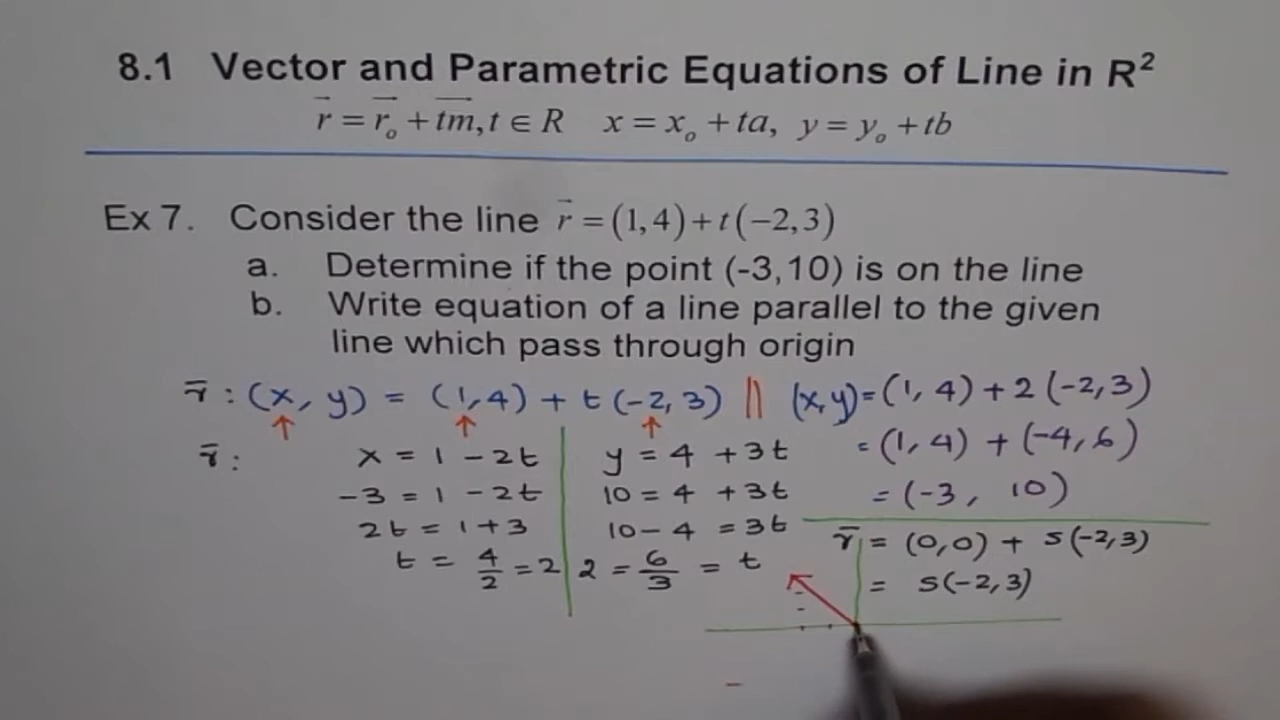 8.1 Vector and Parametric Equations of Line in R²
r⃗ = r⃗ₒ + t⃗m⃗, t ∈ R x = xₒ + ta, y = yₒ + tb
Ex 7. Consider the line r⃗ = (1,4) + t(−2,3)
a. Determine if the point (-3,10) is on the line
b. Write equation of a line parallel to the given
line which pass through origin
r̄ : (x, y) = (1,4) + t(-2,3) || (x,y) = (1, 4) + 2(-2,3)
= (1, 4) + (-4,6)
= (-3, 10)
r̄ :
x = 1 - 2t
-3 = 1 - 2t
2t = 1+3
t = 4/2 = 2
y = 4 + 3t
10 = 4 + 3t
10 - 4 = 3t
2 = 6/3 = t
r̄ = (0,0) + s(-2,3)
= s(-2,3)